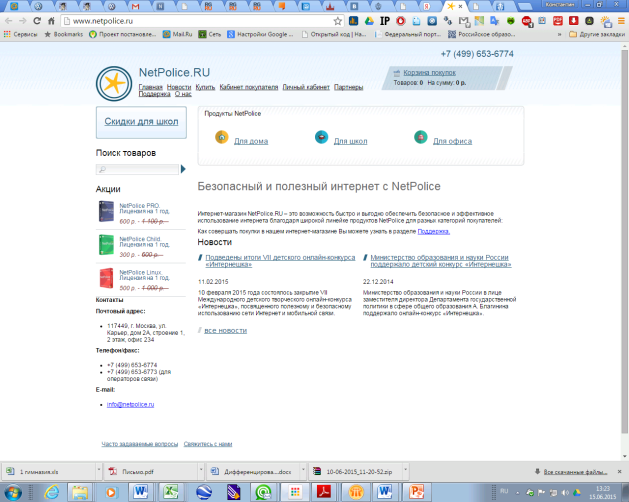 Константин
www.netpolice.ru
Сервисы
Bookmarks
Проект постановле...
Mail.Ru
Сеть
Настройки Google ...
Открытый код | На...
Федеральный порт...
Российское образо...
Другие закладки
+7 (499) 653-6774
NetPolice.RU
Главная Новости Купить Кабинет покупателя Личный кабинет Партнеры
Поддержка О нас
Корзина покупок
Товаров: 0 На сумму: 0 р.
Скидки для школ
Продукты NetPolice
Для дома
Для школ
Для офиса
Поиск товаров
Акции
NetPolice PRO.
Лицензия на 1 год.
600 р. - 1 100 р.
NetPolice Child.
Лицензия на 1 год.
300 р. - 600 р.
NetPolice Linux.
Лицензия на 1 год.
500 р. - 1 000 р.
Контакты
Почтовый адрес:
117449, г. Москва, ул.
Карьер, дом 2А, строение 1,
2 этаж, офис 234
Телефон/факс:
+7 (499) 653-6774
+7 (499) 653-6773 (для
операторов связи)
E-mail:
info@netpolice.ru
Безопасный и полезный интернет с NetPolice
Интернет-магазин NetPolice.RU – это возможность быстро и выгодно обеспечить безопасное и эффективное
использование интернета благодаря широкой линейке продуктов NetPolice для разных категорий покупателей:
Как совершать покупки в нашем интернет-магазине Вы можете узнать в разделе Поддержка.
Новости
Подведены итоги VII детского онлайн-конкурса
«Интернешка»
11.02.2015
10 февраля 2015 года состоялось закрытие VII
Международного детского творческого онлайн-конкурса
«Интернешка», посвященного полезному и безопасному
использованию сети Интернет и мобильной связи.
Министерство образования и науки России
поддержало детский конкурс «Интернешка»
22.12.2014
Министерство образования и науки России в лице
заместителя директора Департамента государственной
политики в сфере общего образования А. Благинина
поддержало онлайн-конкурс «Интернешка».
все новости
Часто задаваемые вопросы Свяжитесь с нами
1 гимназия.xls
Письмо.pdf
Дифференцирова....docx
10-06-2015_11-20-52.zip
Все скачанные файлы...
RU
13:23
15.06.2015